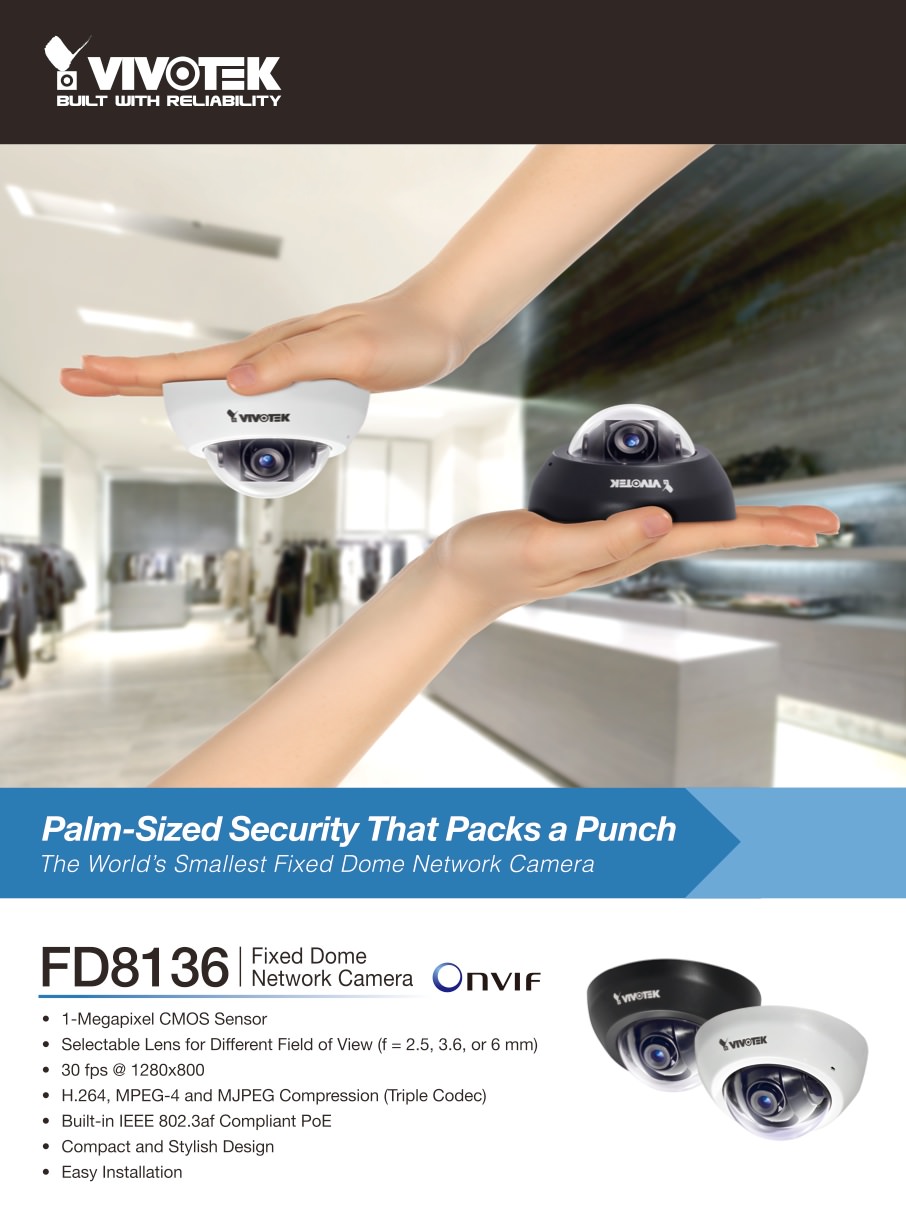 VIVOTEK
BUILT WITH RELIABILITY
VIVOTEK
VIVOTEK
Palm-Sized Security That Packs a Punch
The World's Smallest Fixed Dome Network Camera
FD8136
Fixed Dome
Network Camera
ONVIF
• 1-Megapixel CMOS Sensor
• Selectable Lens for Different Field of View (f = 2.5, 3.6, or 6 mm)
• 30 fps @ 1280x800
• H.264, MPEG-4 and MJPEG Compression (Triple Codec)
• Built-in IEEE 802.3af Compliant PoE
• Compact and Stylish Design
• Easy Installation
VIVOTEK
VIVOTEK